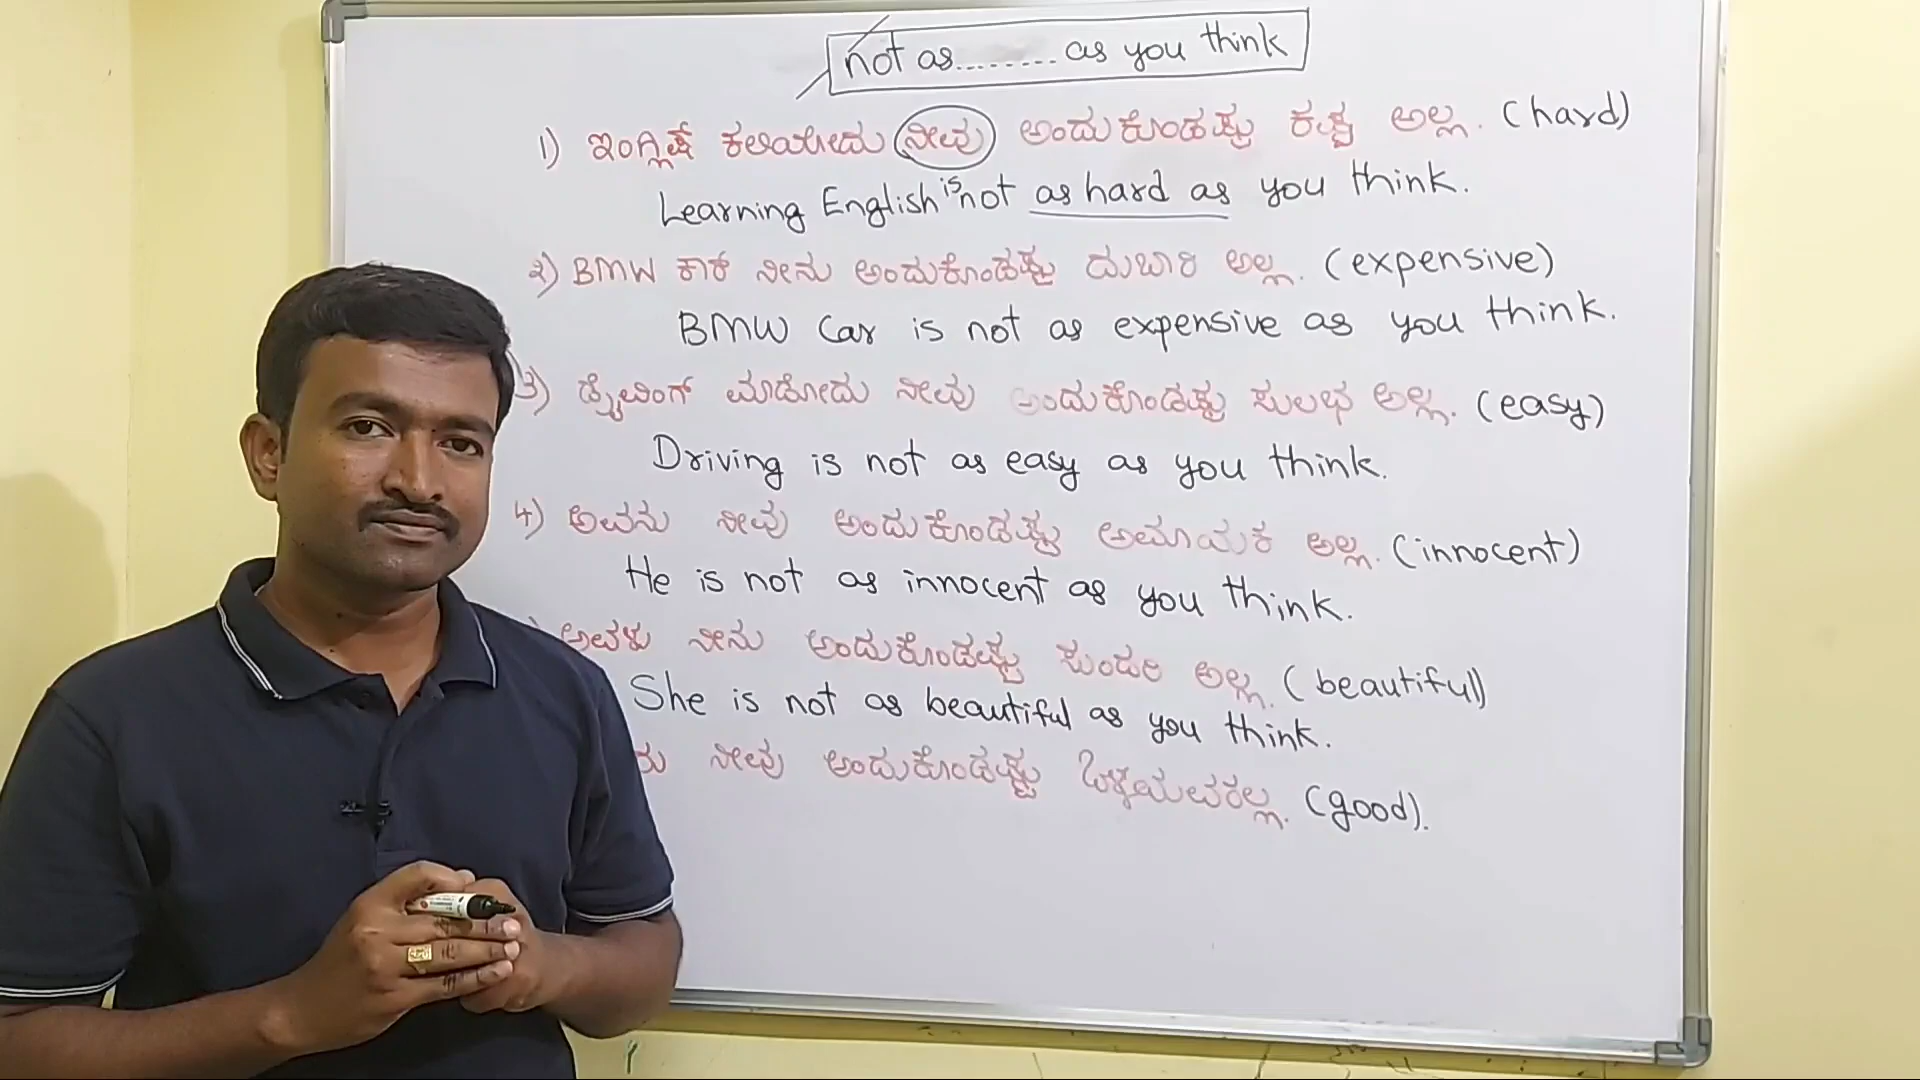 not as........ as you think
1) ಇಂಗ್ಲಿಷ್ ಕಲಿಯೋದು ನೀವು ಅಂದುಕೊಂಡಷ್ಟು ಕಷ್ಟ ಅಲ್ಲ. (hard)
Learning English is not as hard as you think.
2) BMW ಕಾರ್ ನೀನು ಅಂದುಕೊಂಡಷ್ಟು ದುಬಾರಿ ಅಲ್ಲ. (expensive)
BMW Car is not as expensive as you think.
3) ಡ್ರೈವಿಂಗ್ ಮಾಡೋದು ನೀವು ಅಂದುಕೊಂಡಷ್ಟು ಸುಲಭ ಅಲ್ಲ. (easy)
Driving is not as easy as you think.
4) ಅವನು ನೀವು ಅಂದುಕೊಂಡಷ್ಟು ಅಮಾಯಕ ಅಲ್ಲ. (innocent)
He is not as innocent as you think.
) ಅವಳು ನೀನು ಅಂದುಕೊಂಡಷ್ಟು ಸುಂದರಿ ಅಲ್ಲ. (beautiful)
She is not as beautiful as you think.
ರು ನೀವು ಅಂದುಕೊಂಡಷ್ಟು ಒಳ್ಳೆಯವರಲ್ಲ. (good).